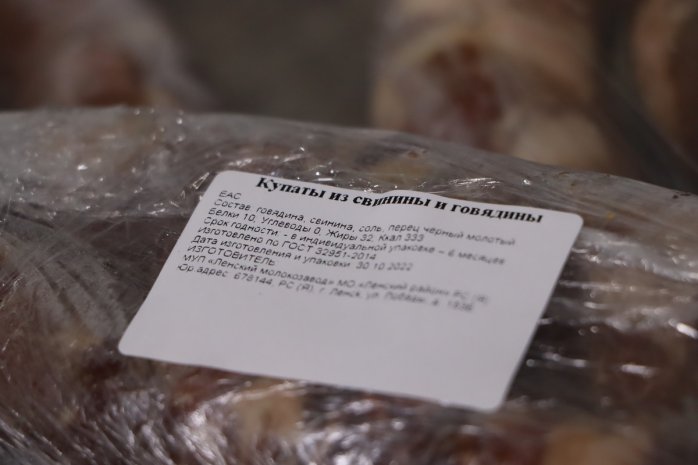 Купаты из свинины и говядины
ЕАС
Состав: говядина, свинина, соль, перец черный молотый
Белки 10, Углеводы 0, Жиры 32, Ккал 333
Срок годности - в индивидуальной упаковке – 6 месяцев
Изготовлено по ГОСТ 32951-2014
Дата изготовления и упаковки 30.10.2022
ИЗГОТОВИТЕЛЬ
МУП «Ленский молокозавод» МО «Ленский район» РС (Я)
Юр.адрес: 678144, РС (Я), г. Ленск, ул.